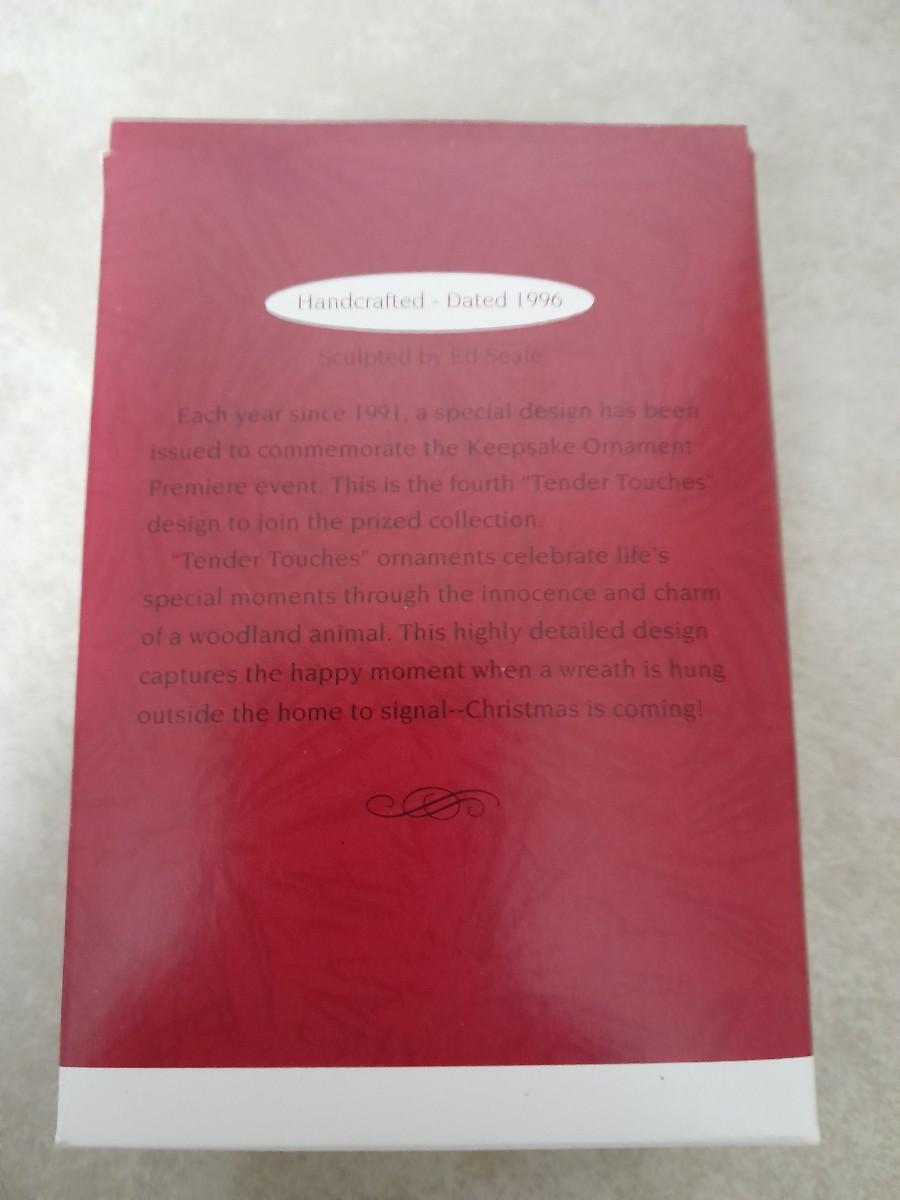 Handcrafted - Dated 1996
Sculpted by Ed Seale
Each year since 1991, a special design has been
issued to commemorate the Keepsake Ornament
Premiere event. This is the fourth "Tender Touches"
design to join the prized collection.
"Tender Touches" ornaments celebrate life's
special moments through the innocence and charm
of a woodland animal. This highly detailed design
captures the happy moment when a wreath is hung
outside the home to signal--Christmas is coming!